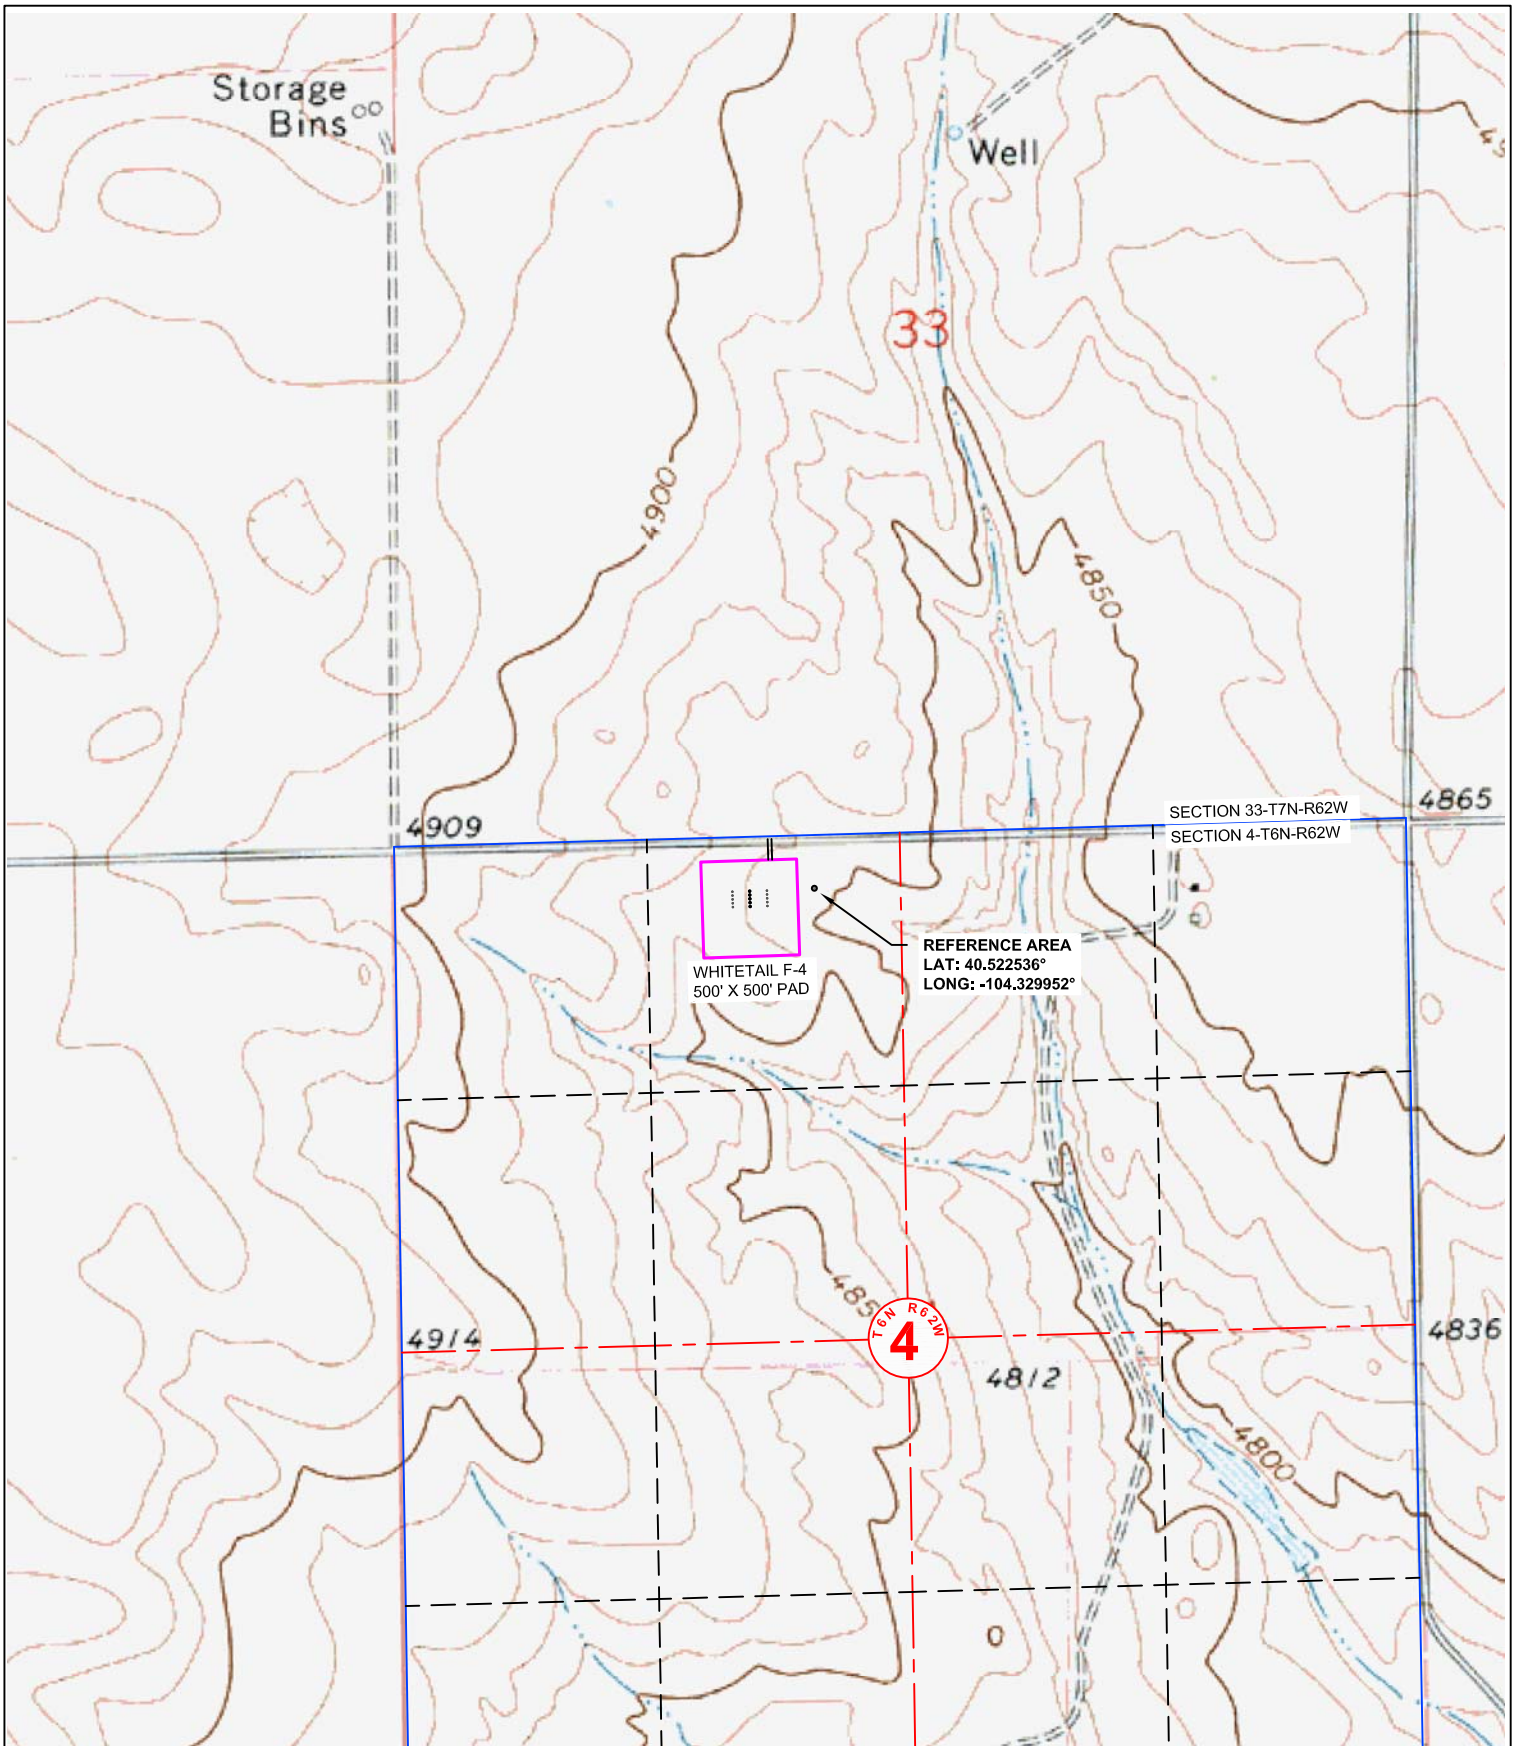 Storage
Bins
Well
33
4900
4850
SECTION 33-T7N-R62W
4865
4909
SECTION 4-T6N-R62W
REFERENCE AREA
LAT: 40.522536°
LONG: -104.329952°
WHITETAIL F-4
500' X 500' PAD
485
T6N R62W
4
4914
4836
4812
4800